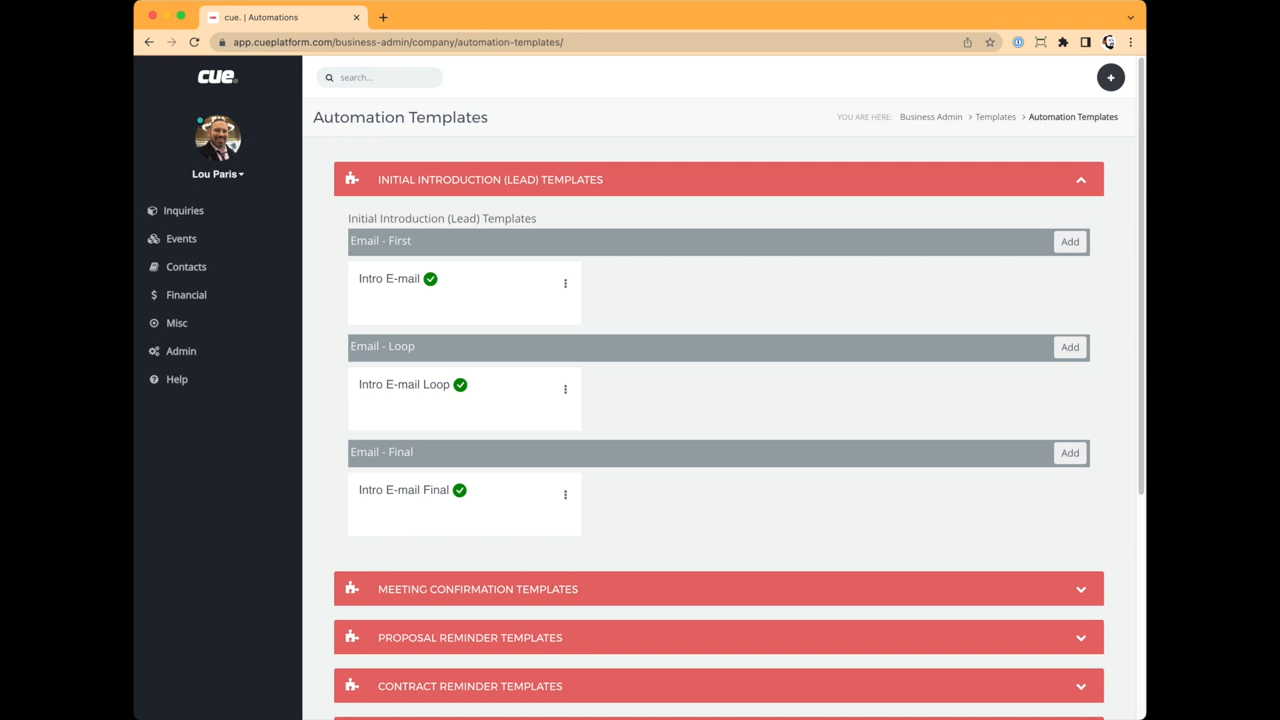 cue. | Automations
app.cueplatform.com/business-admin/company/automation-templates/
cue.
search...
Automation Templates
YOU ARE HERE: Business Admin > Templates > Automation Templates
Lou Paris
Inquiries
Events
Contacts
Financial
Misc
Admin
Help
INITIAL INTRODUCTION (LEAD) TEMPLATES
Initial Introduction (Lead) Templates
Email - First
Add
Intro E-mail
Email - Loop
Add
Intro E-mail Loop
Email - Final
Add
Intro E-mail Final
MEETING CONFIRMATION TEMPLATES
PROPOSAL REMINDER TEMPLATES
CONTRACT REMINDER TEMPLATES